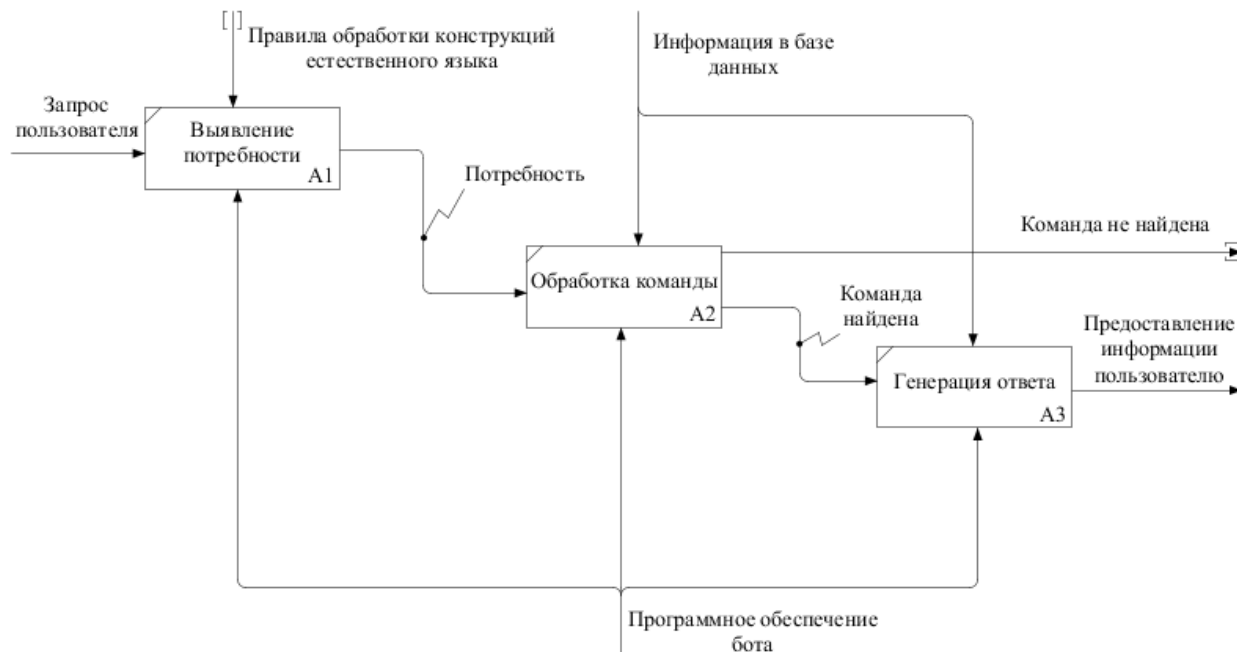 Правила обработки конструкций
естественного языка
Информация в базе
данных
Запрос
пользователя
Выявление
потребности
A1
Потребность
Команда не найдена
Обработка команды
A2
Команда
найдена
Предоставление
информации
пользователю
Генерация ответа
A3
Программное обеспечение
бота